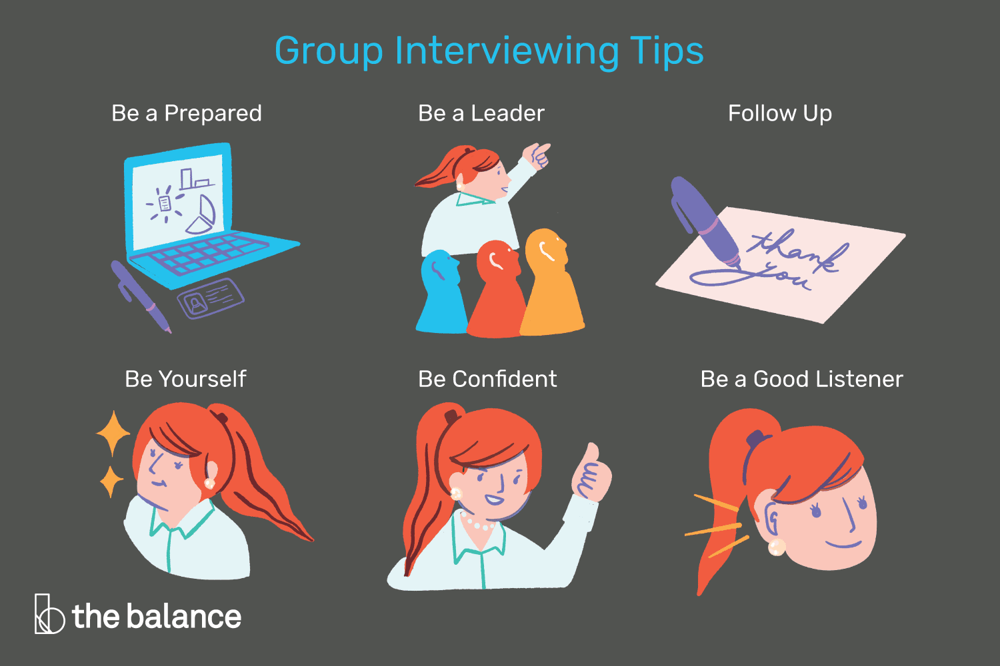 Group Interviewing Tips
Be a Prepared
Be a Leader
Follow Up
thank
you
Be Yourself
Be Confident
Be a Good Listener
the balance